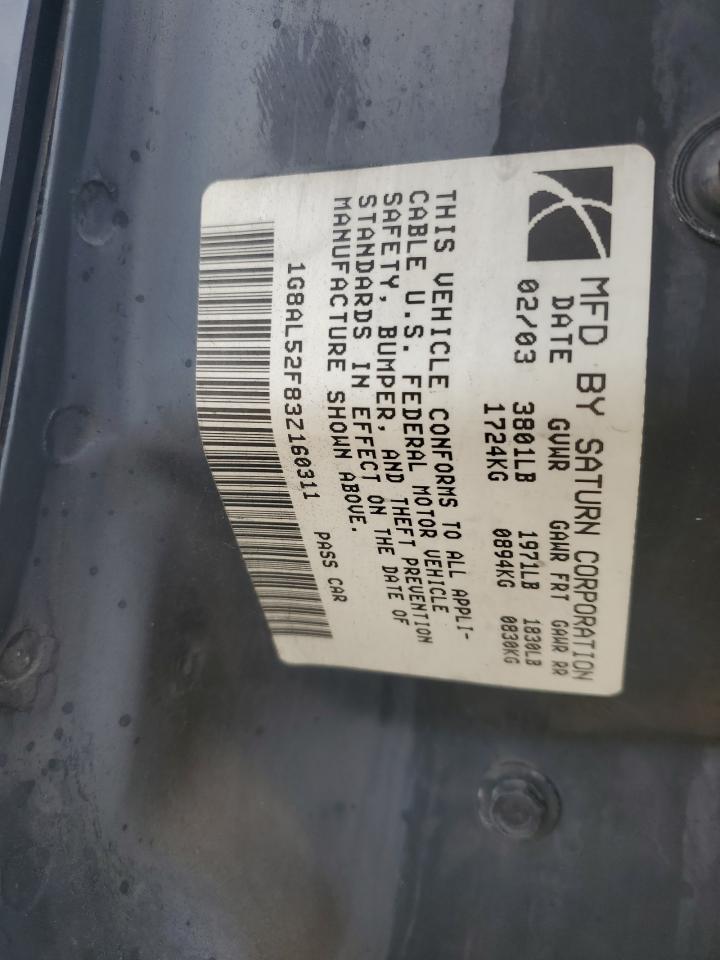 MFD BY SATURN CORPORATION
DATE GVWR GAWR FRT GAWR RR
02/03 3801LB 1971LB 1830LB
1724KG 0894KG 0830KG
THIS VEHICLE CONFORMS TO ALL APPLI-
CABLE U.S. FEDERAL MOTOR VEHICLE
SAFETY, BUMPER, AND THEFT PREVENTION
STANDARDS IN EFFECT ON THE DATE OF
MANUFACTURE SHOWN ABOVE.
1G8AL52F83Z160311 PASS CAR